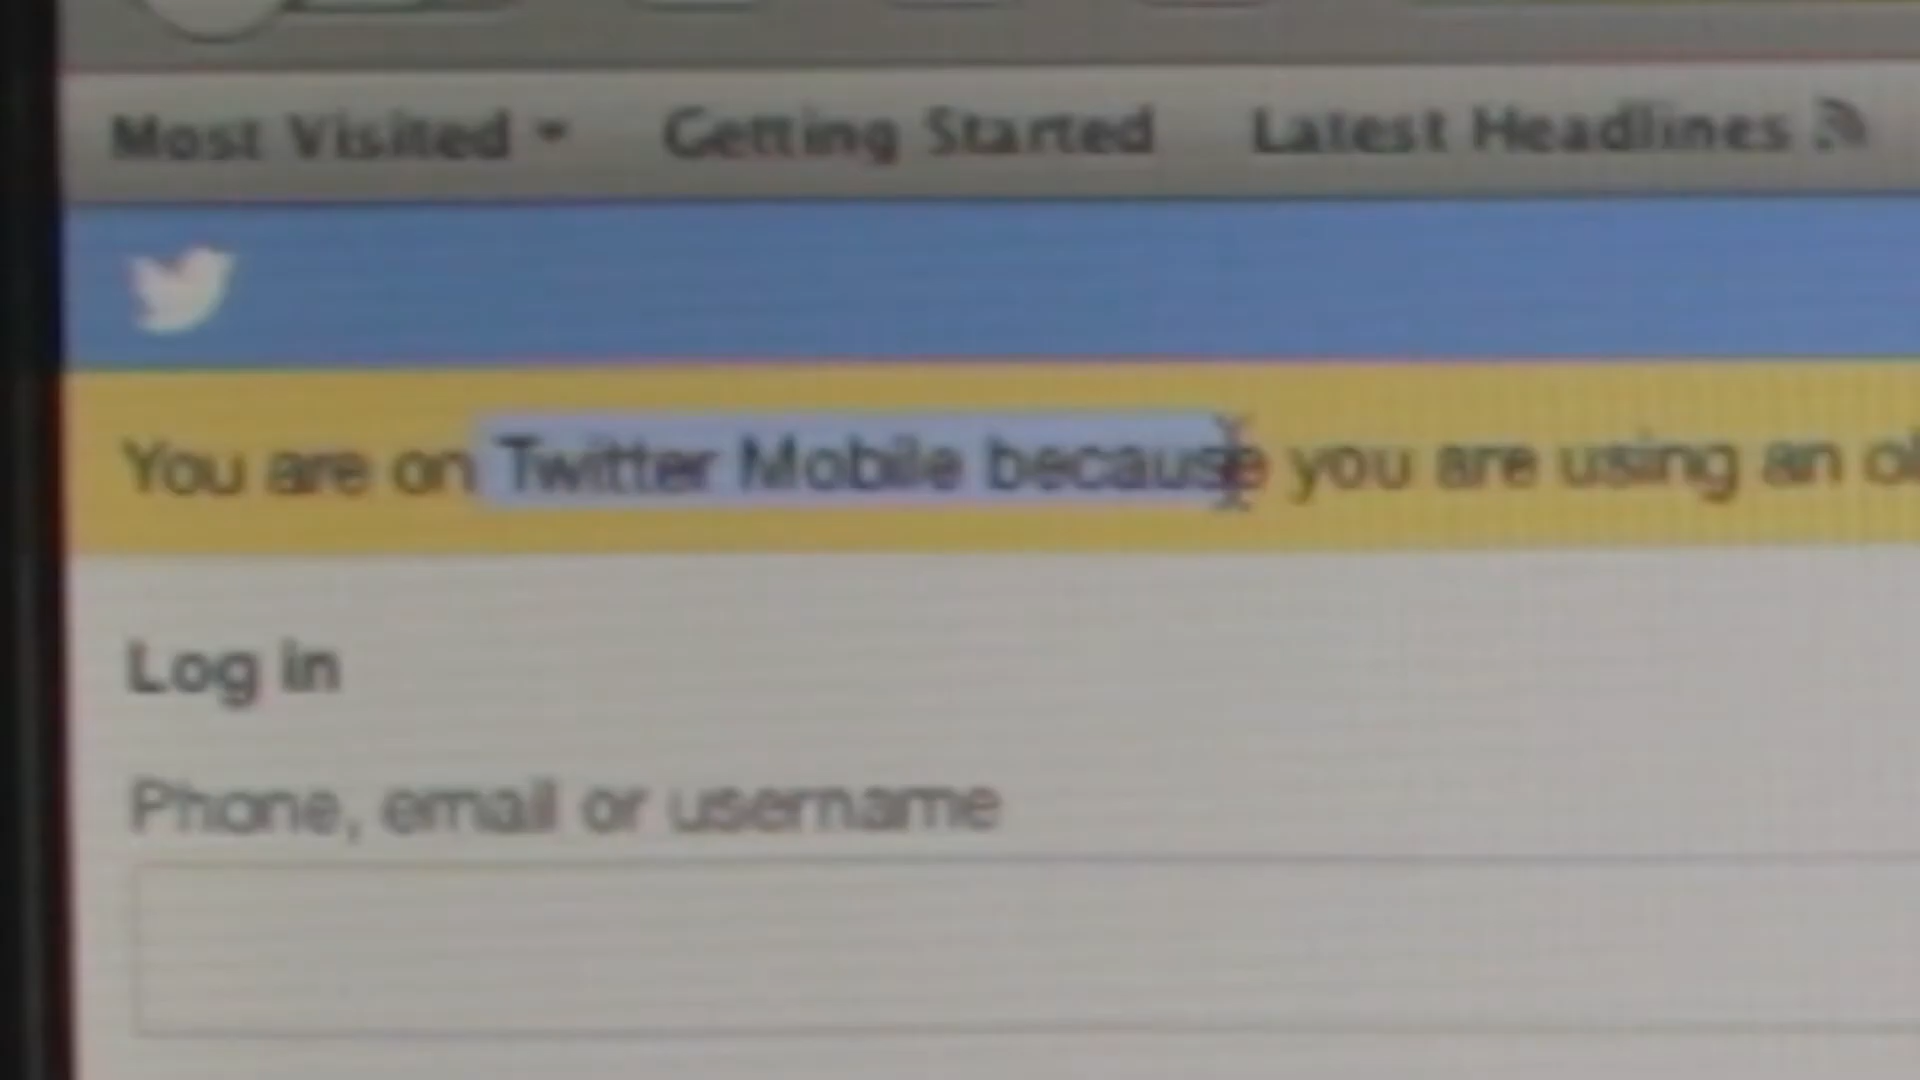 Most Visited Getting Started Latest Headlines
You are on Twitter Mobile because you are using an ol
Log in
Phone, email or username